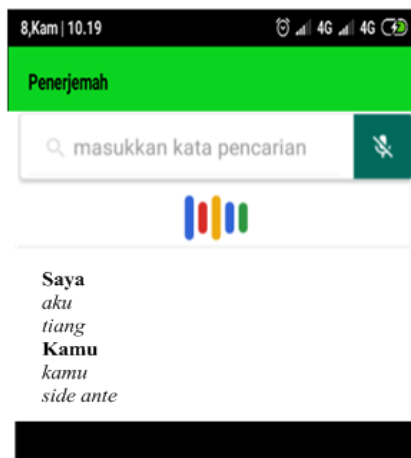 8,Kam | 10.19 4G 4G
Penerjemah
masukkan kata pencarian
Saya
aku
tiang
Kamu
kamu
side ante